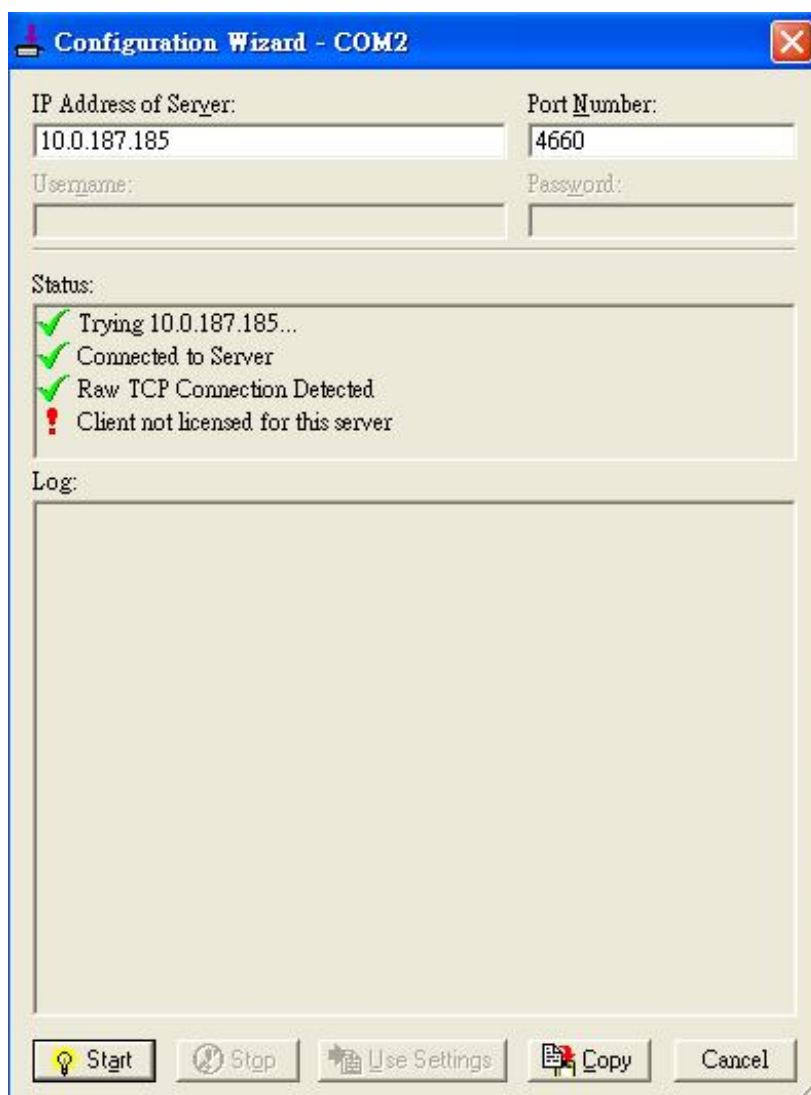 Configuration Wizard - COM2
IP Address of Server: Port Number:
10.0.187.185 4660
Username: Password:
Status:
Trying 10.0.187.185...
Connected to Server
Raw TCP Connection Detected
Client not licensed for this server
Log:
Start Stop Use Settings Copy Cancel